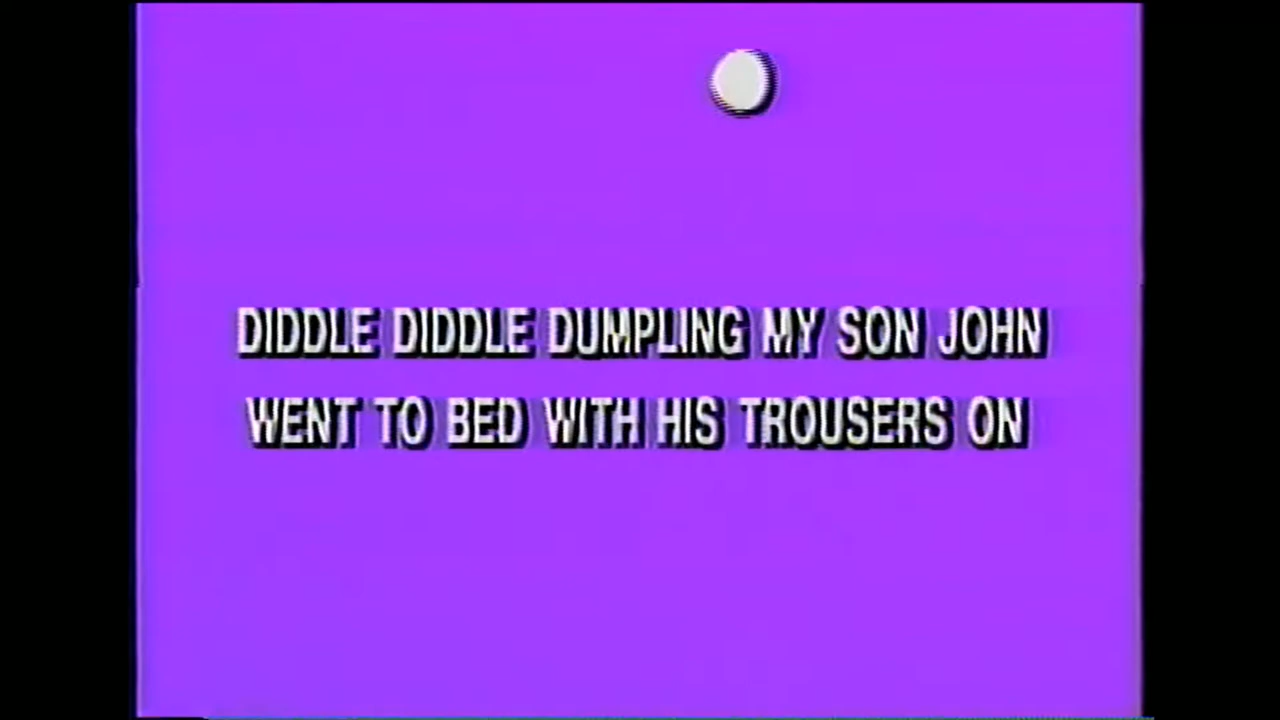 DIDDLE DIDDLE DUMPLING MY SON JOHN
WENT TO BED WITH HIS TROUSERS ON